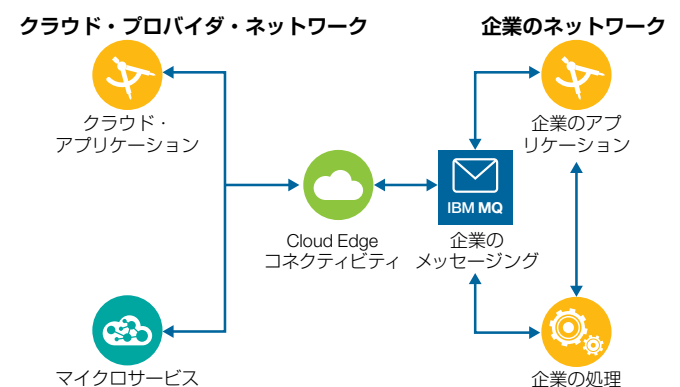 クラウド・プロバイダ・ネットワーク
企業のネットワーク
クラウド・
アプリケーション
企業のアプ
リケーション
IBM MQ
Cloud Edge
コネクティビティ
企業の
メッセージング
マイクロサービス
企業の処理